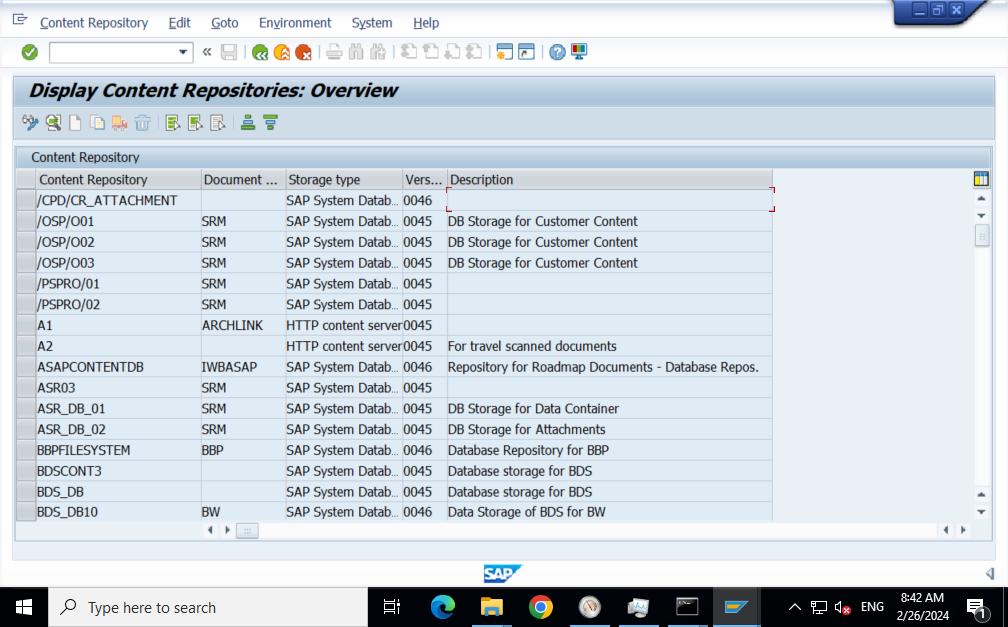 Content Repository Edit Goto Environment System Help
Display Content Repositories: Overview
Content Repository
Content Repository Document ... Storage type Vers... Description
/CPD/CR_ATTACHMENT SAP System Datab... 0046
/OSP/O01 SRM SAP System Datab... 0045 DB Storage for Customer Content
/OSP/O02 SRM SAP System Datab... 0045 DB Storage for Customer Content
/OSP/O03 SRM SAP System Datab... 0045 DB Storage for Customer Content
/PSPRO/01 SRM SAP System Datab... 0045
/PSPRO/02 SRM SAP System Datab... 0045
A1 ARCHLINK HTTP content server 0045
A2 HTTP content server 0045 For travel scanned documents
ASAPCONTENTDB IWBASAP SAP System Datab... 0046 Repository for Roadmap Documents - Database Repos.
ASR03 SRM SAP System Datab... 0045
ASR_DB_01 SRM SAP System Datab... 0045 DB Storage for Data Container
ASR_DB_02 SRM SAP System Datab... 0045 DB Storage for Attachments
BBPFILESYSTEM BBP SAP System Datab... 0046 Database Repository for BBP
BDSCONT3 SAP System Datab... 0045 Database storage for BDS
BDS_DB SAP System Datab... 0045 Database storage for BDS
BDS_DB10 BW SAP System Datab... 0046 Data Storage of BDS for BW
SAP
Type here to search ENG 8:42 AM
2/26/2024
1